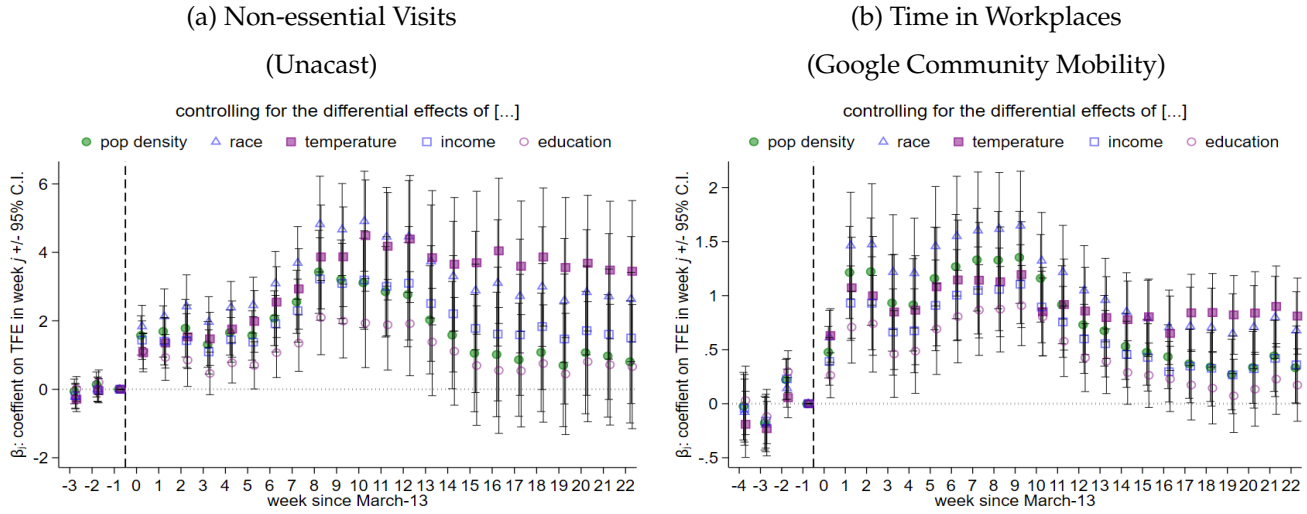 (a) Non-essential Visits
(Unacast)
controlling for the differential effects of [...]
pop density race temperature income education
βj: coeffient on TFE in week j +/- 95% C.I.
6
4
2
0
-2
-3 -2 -1 0 1 2 3 4 5 6 7 8 9 10 11 12 13 14 15 16 17 18 19 20 21 22
week since March-13
(b) Time in Workplaces
(Google Community Mobility)
controlling for the differential effects of [...]
pop density race temperature income education
βj: coeffient on TFE in week j +/- 95% C.I.
2
1.5
1
.5
0
-.5
-4 -3 -2 -1 0 1 2 3 4 5 6 7 8 9 10 11 12 13 14 15 16 17 18 19 20 21 22
week since March-13